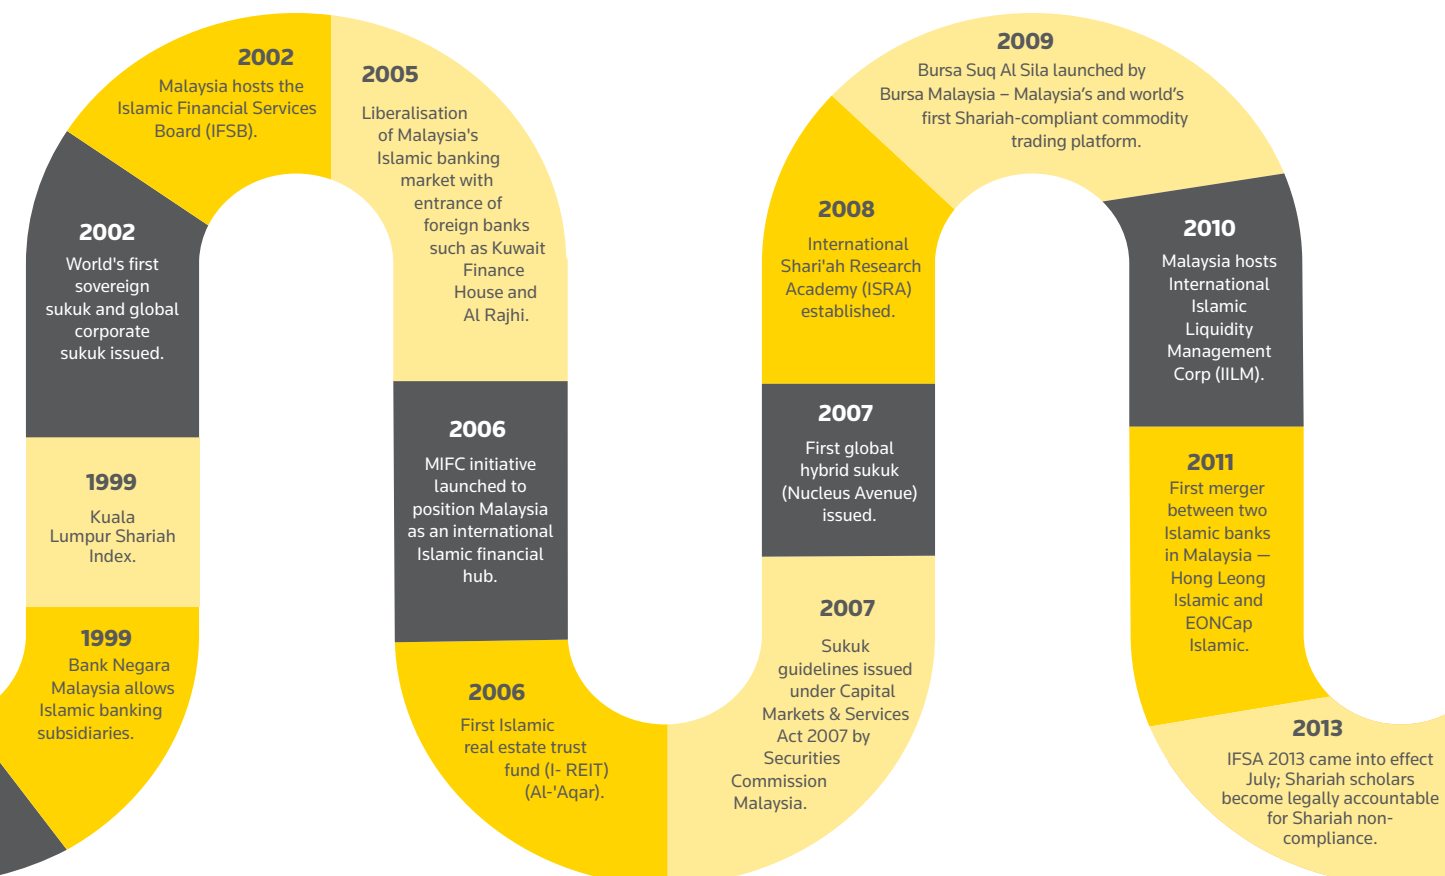 1999
Bank Negara
Malaysia allows
Islamic banking
subsidiaries.
1999
Kuala
Lumpur Shariah
Index.
2002
World's first
sovereign
sukuk and global
corporate
sukuk issued.
2002
Malaysia hosts the
Islamic Financial Services
Board (IFSB).
2005
Liberalisation
of Malaysia's
Islamic banking
market with
entrance of
foreign banks
such as Kuwait
Finance
House and
Al Rajhi.
2006
MIFC initiative
launched to
position Malaysia
as an international
Islamic financial
hub.
2006
First Islamic
real estate trust
fund (I- REIT)
(Al-'Aqar).
2007
Sukuk
guidelines issued
under Capital
Markets & Services
Act 2007 by
Securities
Commission
Malaysia.
2007
First global
hybrid sukuk
(Nucleus Avenue)
issued.
2008
International
Shari'ah Research
Academy (ISRA)
established.
2009
Bursa Suq Al Sila launched by
Bursa Malaysia – Malaysia’s and world’s
first Shariah-compliant commodity
trading platform.
2010
Malaysia hosts
International
Islamic
Liquidity
Management
Corp (IILM).
2011
First merger
between two
Islamic banks
in Malaysia —
Hong Leong
Islamic and
EONCap
Islamic.
2013
IFSA 2013 came into effect
July; Shariah scholars
become legally accountable
for Shariah non-
compliance.